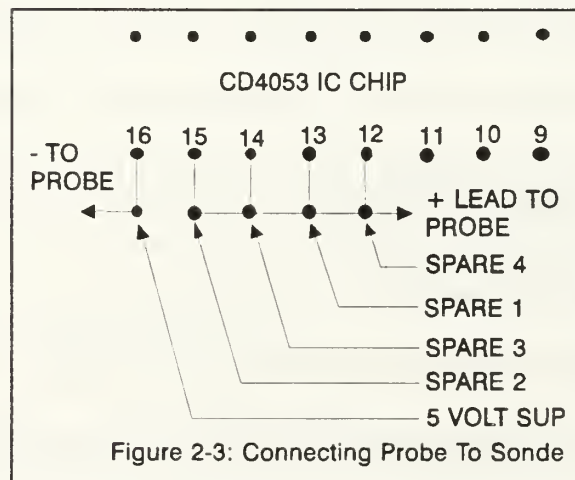 CD4053 IC CHIP
16 15 14 13 12 11 10 9
- TO
PROBE
+ LEAD TO
PROBE
SPARE 4
SPARE 1
SPARE 3
SPARE 2
5 VOLT SUP
Figure 2-3: Connecting Probe To Sonde